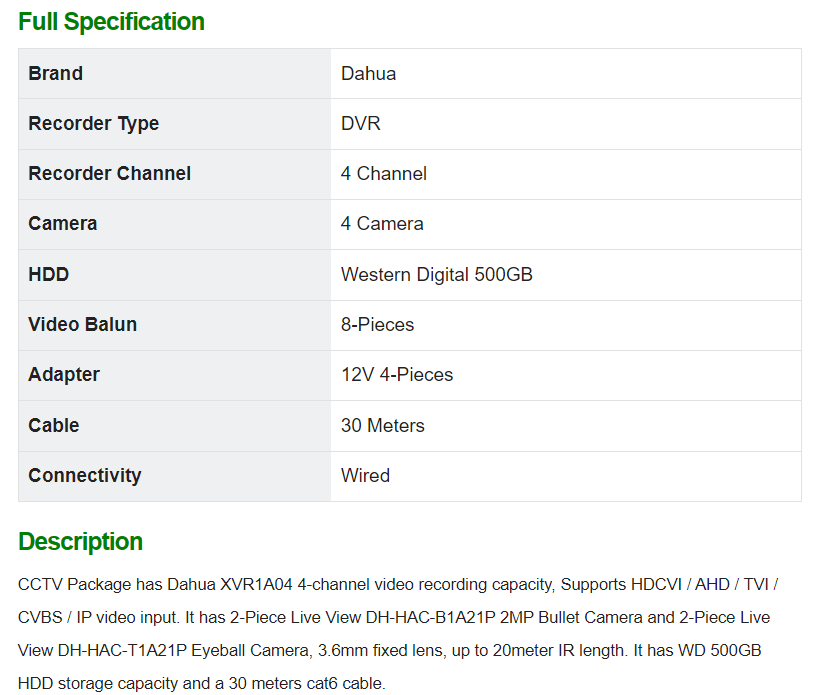 Full Specification
Brand Dahua
Recorder Type DVR
Recorder Channel 4 Channel
Camera 4 Camera
HDD Western Digital 500GB
Video Balun 8-Pieces
Adapter 12V 4-Pieces
Cable 30 Meters
Connectivity Wired
Description
CCTV Package has Dahua XVR1A04 4-channel video recording capacity, Supports HDCVI / AHD / TVI /
CVBS / IP video input. It has 2-Piece Live View DH-HAC-B1A21P 2MP Bullet Camera and 2-Piece Live
View DH-HAC-T1A21P Eyeball Camera, 3.6mm fixed lens, up to 20meter IR length. It has WD 500GB
HDD storage capacity and a 30 meters cat6 cable.